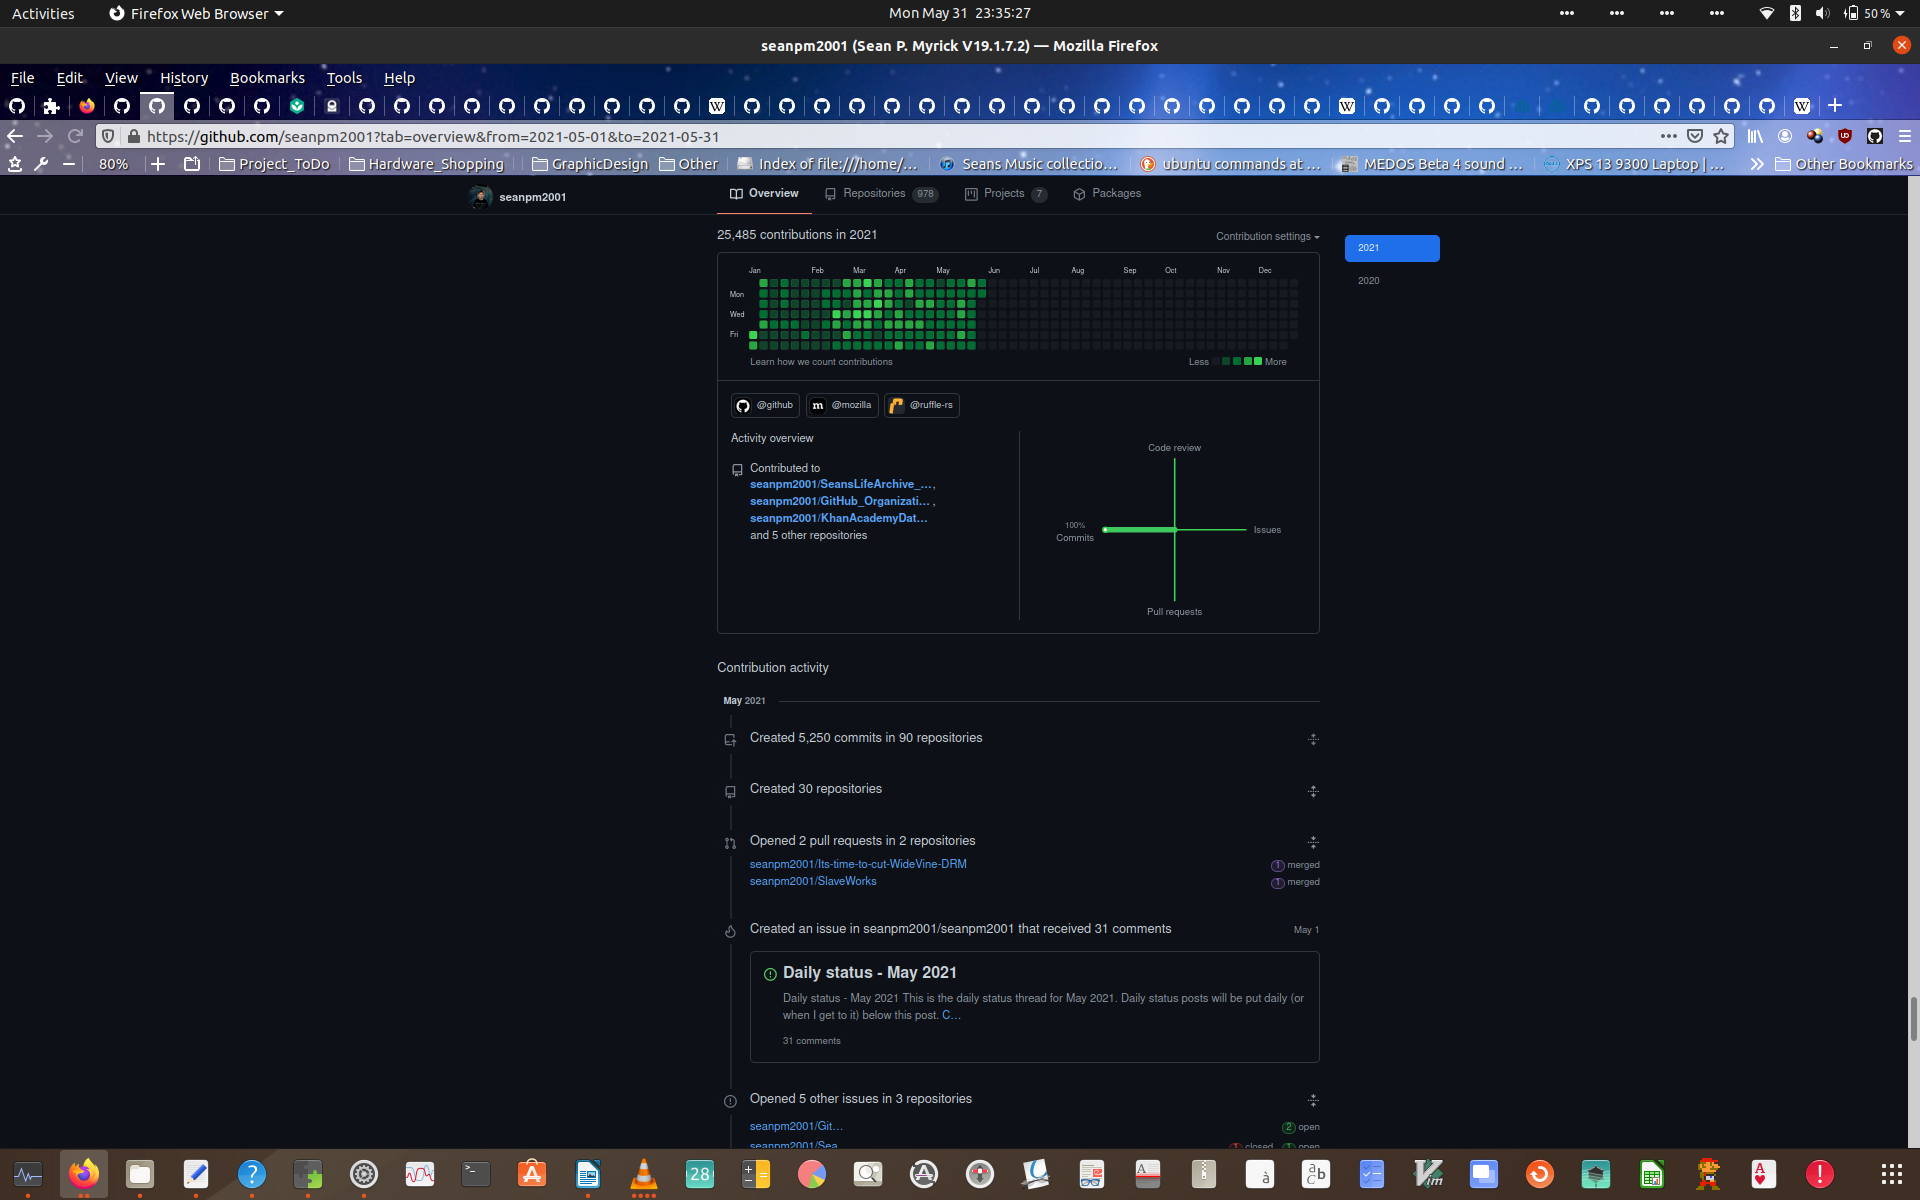 Activities
Firefox Web Browser
Mon May 31 23:35:27
50 %
seanpm2001 (Sean P. Myrick V19.1.7.2) — Mozilla Firefox
File Edit View History Bookmarks Tools Help
https://github.com/seanpm2001?tab=overview&from=2021-05-01&to=2021-05-31
80%
Project_ToDo
Hardware_Shopping
GraphicDesign
Other
Index of file:///home/...
Seans Music collectio...
ubuntu commands at ...
MEDOS Beta 4 sound ...
XPS 13 9300 Laptop | ...
Other Bookmarks
seanpm2001
Overview
Repositories 978
Projects 7
Packages
25,485 contributions in 2021
Contribution settings
2021
2020
Jan Feb Mar Apr May Jun Jul Aug Sep Oct Nov Dec
Mon
Wed
Fri
Learn how we count contributions
Less
More
@github
@mozilla
@ruffle-rs
Activity overview
Contributed to
seanpm2001/SeansLifeArchive_... ,
seanpm2001/GitHub_Organizati... ,
seanpm2001/KhanAcademyDat...
and 5 other repositories
Code review
100%
Commits
Issues
Pull requests
Contribution activity
May 2021
Created 5,250 commits in 90 repositories
Created 30 repositories
Opened 2 pull requests in 2 repositories
seanpm2001/Its-time-to-cut-WideVine-DRM
1 merged
seanpm2001/SlaveWorks
1 merged
Created an issue in seanpm2001/seanpm2001 that received 31 comments
May 1
Daily status - May 2021
Daily status - May 2021 This is the daily status thread for May 2021. Daily status posts will be put daily (or
when I get to it) below this post. C...
31 comments
Opened 5 other issues in 3 repositories
seanpm2001/Git...
2 open
seanpm2001/Sea...
1 closed 1 open
28